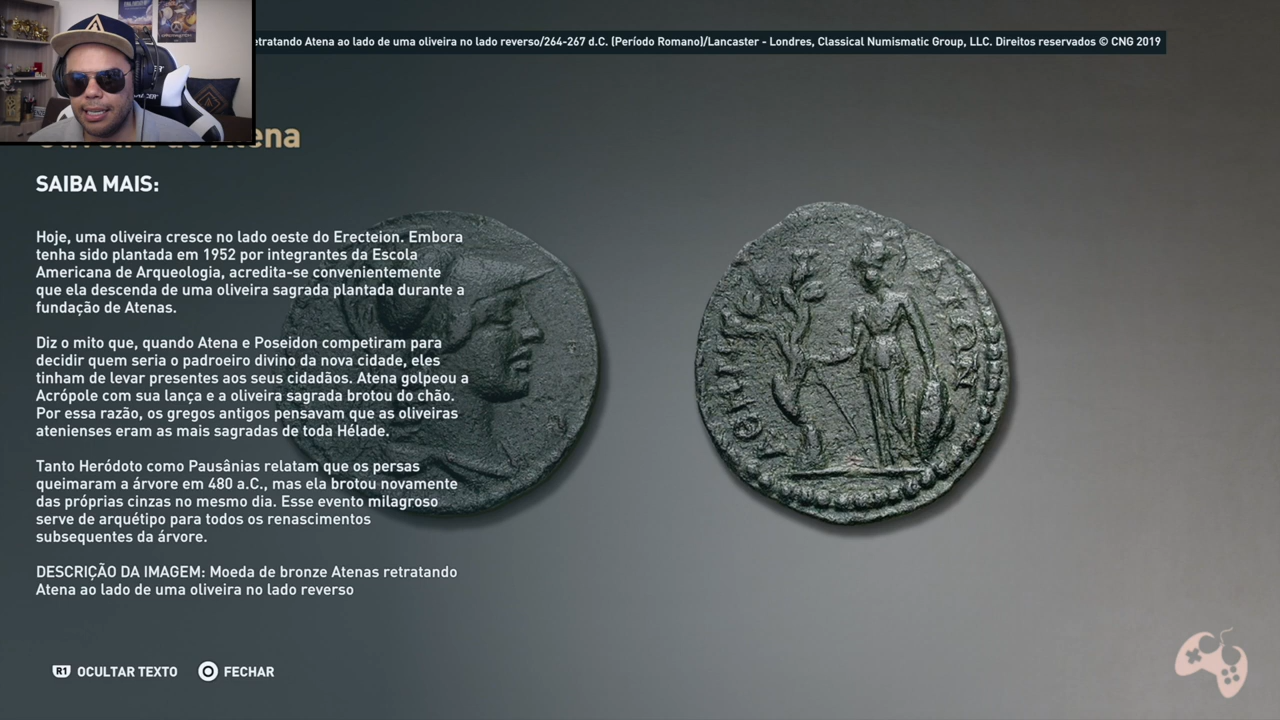 etratando Atena ao lado de uma oliveira no lado reverso/264-267 d.C. (Período Romano)/Lancaster - Londres, Classical Numismatic Group, LLC. Direitos reservados © CNG 2019
Oliveira de Atena
SAIBA MAIS:
Hoje, uma oliveira cresce no lado oeste do Erecteion. Embora
tenha sido plantada em 1952 por integrantes da Escola
Americana de Arqueologia, acredita-se convenientemente
que ela descenda de uma oliveira sagrada plantada durante a
fundação de Atenas.
Diz o mito que, quando Atena e Poseidon competiram para
decidir quem seria o padroeiro divino da nova cidade, eles
tinham de levar presentes aos seus cidadãos. Atena golpeou a
Acrópole com sua lança e a oliveira sagrada brotou do chão.
Por essa razão, os gregos antigos pensavam que as oliveiras
atenienses eram as mais sagradas de toda Hélade.
Tanto Heródoto como Pausânias relatam que os persas
queimaram a árvore em 480 a.C., mas ela brotou novamente
das próprias cinzas no mesmo dia. Esse evento milagroso
serve de arquétipo para todos os renascimentos
subsequentes da árvore.
DESCRIÇÃO DA IMAGEM: Moeda de bronze Atenas retratando
Atena ao lado de uma oliveira no lado reverso
R1 OCULTAR TEXTO FECHAR